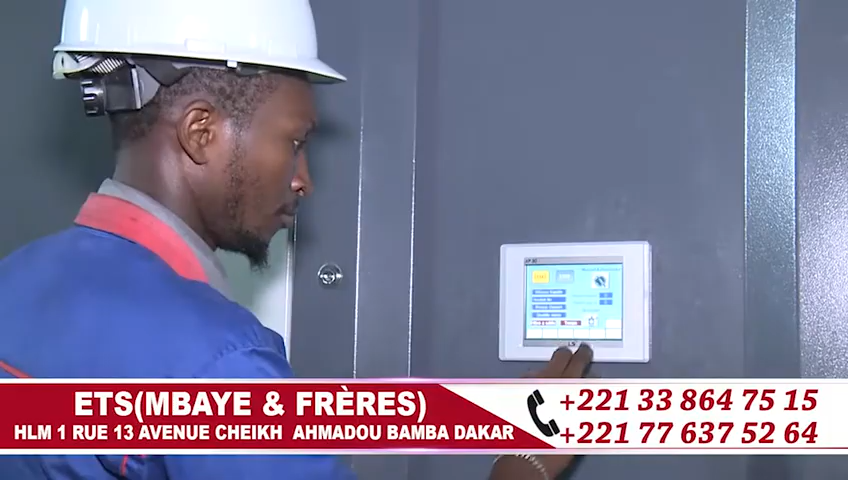 LS
ETS(MBAYE & FRÈRES)
HLM 1 RUE 13 AVENUE CHEIKH AHMADOU BAMBA DAKAR
+221 33 864 75 15
+221 77 637 52 64